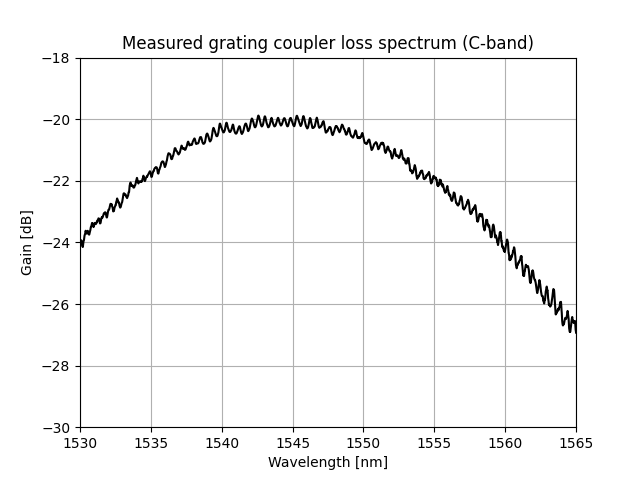 Measured grating coupler loss spectrum (C-band)
−18
−20
−22
−24
−26
−28
−30
Gain [dB]
1530 1535 1540 1545 1550 1555 1560 1565
Wavelength [nm]